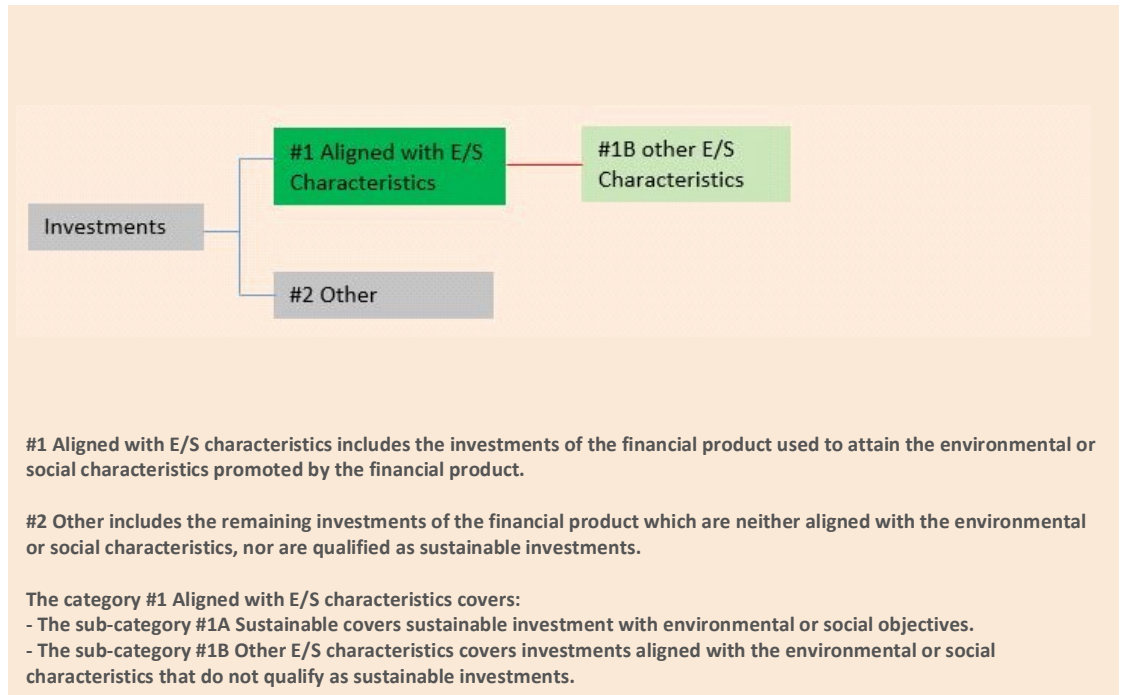 #1 Aligned with E/S
Characteristics
#1B other E/S
Characteristics
Investments
#2 Other
#1 Aligned with E/S characteristics includes the investments of the financial product used to attain the environmental or
social characteristics promoted by the financial product.
#2 Other includes the remaining investments of the financial product which are neither aligned with the environmental
or social characteristics, nor are qualified as sustainable investments.
The category #1 Aligned with E/S characteristics covers:
- The sub-category #1A Sustainable covers sustainable investment with environmental or social objectives.
- The sub-category #1B Other E/S characteristics covers investments aligned with the environmental or social
characteristics that do not qualify as sustainable investments.